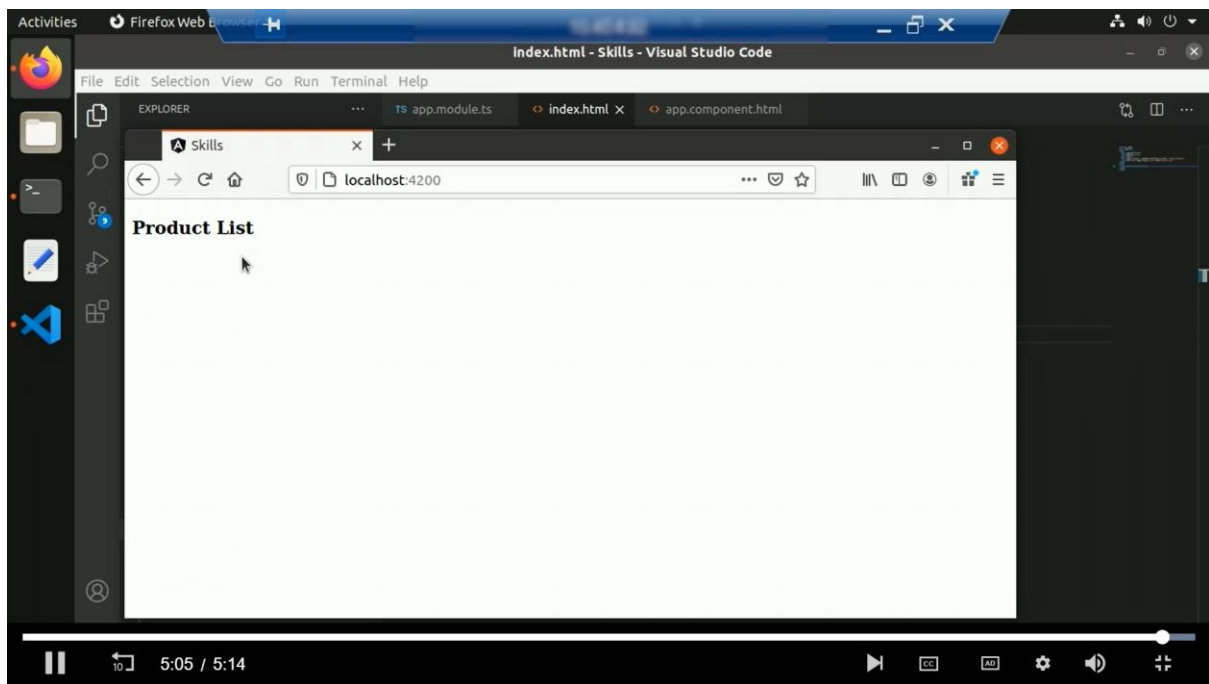 Activities Firefox Web Browser
index.html - Skills - Visual Studio Code
File Edit Selection View Go Run Terminal Help
EXPLORER ... TS app.module.ts <> index.html <> app.component.html
Skills
localhost:4200
Product List
10 5:05 / 5:14 CC AD